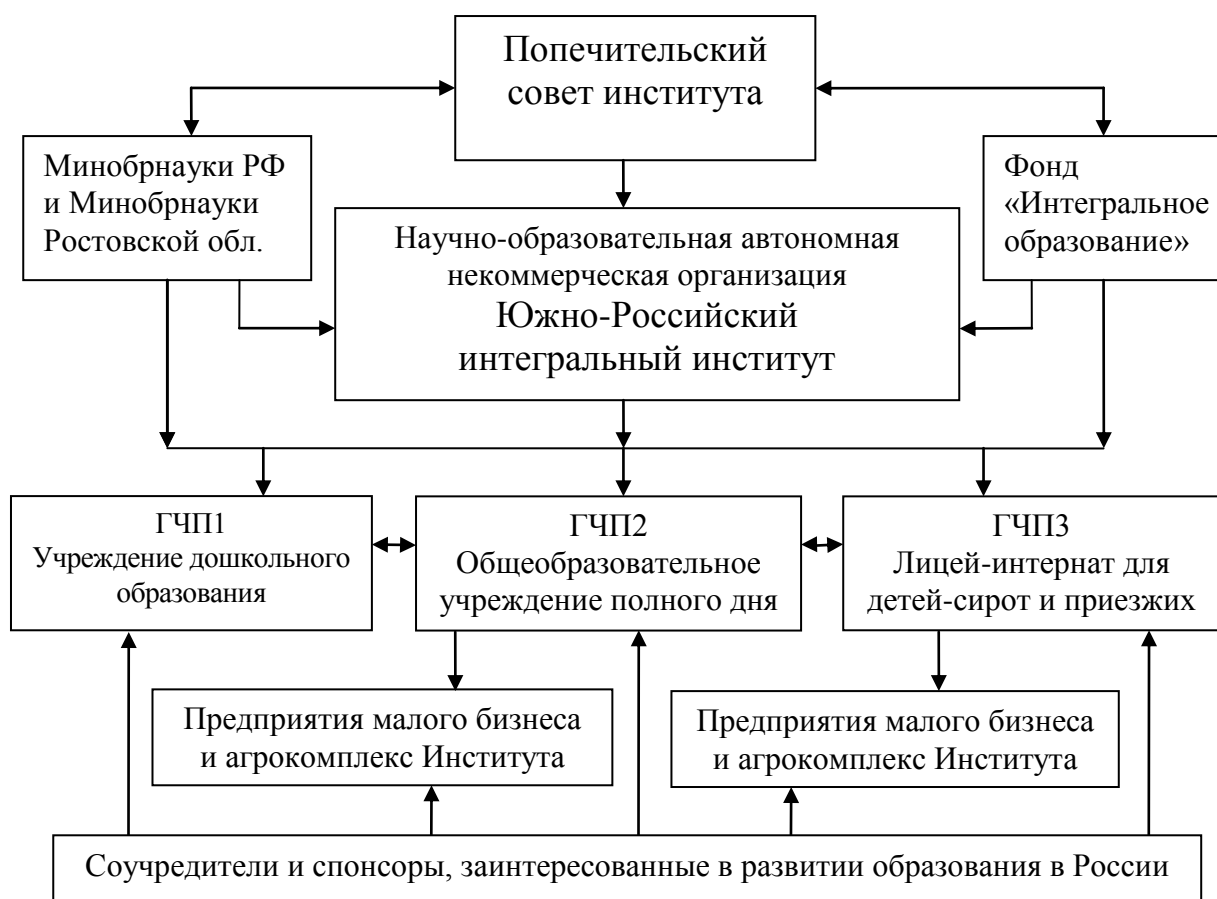 Попечительский
совет института
Минобрнауки РФ
и Минобрнауки
Ростовской обл.
Фонд
«Интегральное
образование»
Научно-образовательная автономная
некоммерческая организация
Южно-Российский
интегральный институт
ГЧП1
Учреждение дошкольного
образования
ГЧП2
Общеобразовательное
учреждение полного дня
ГЧП3
Лицей-интернат для
детей-сирот и приезжих
Предприятия малого бизнеса
и агрокомплекс Института
Предприятия малого бизнеса
и агрокомплекс Института
Соучредители и спонсоры, заинтересованные в развитии образования в России